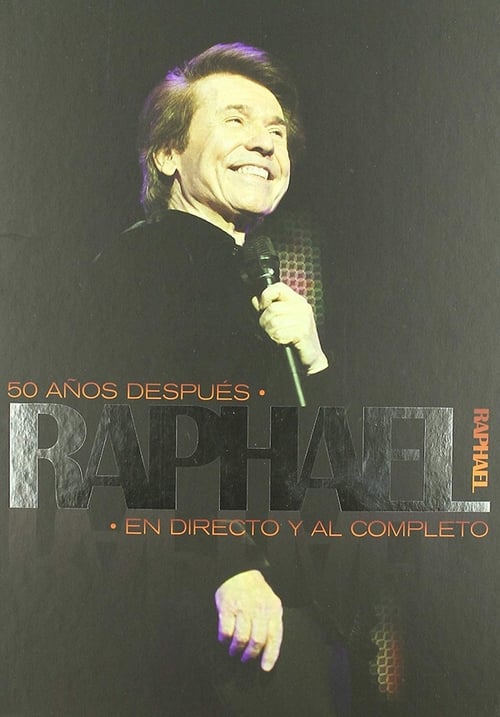 50 AÑOS DESPUÉS •
RAPHAEL
RAPHAEL
• EN DIRECTO Y AL COMPLETO